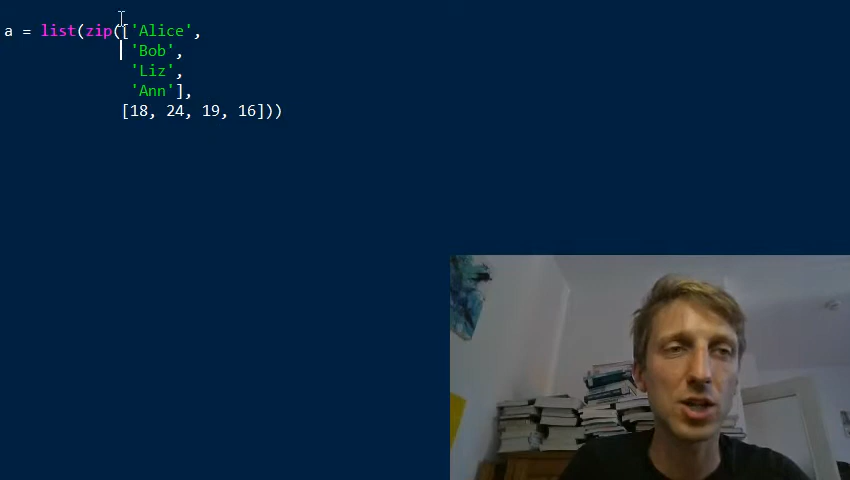 a = list(zip(['Alice',
'Bob',
'Liz',
'Ann'],
[18, 24, 19, 16]))